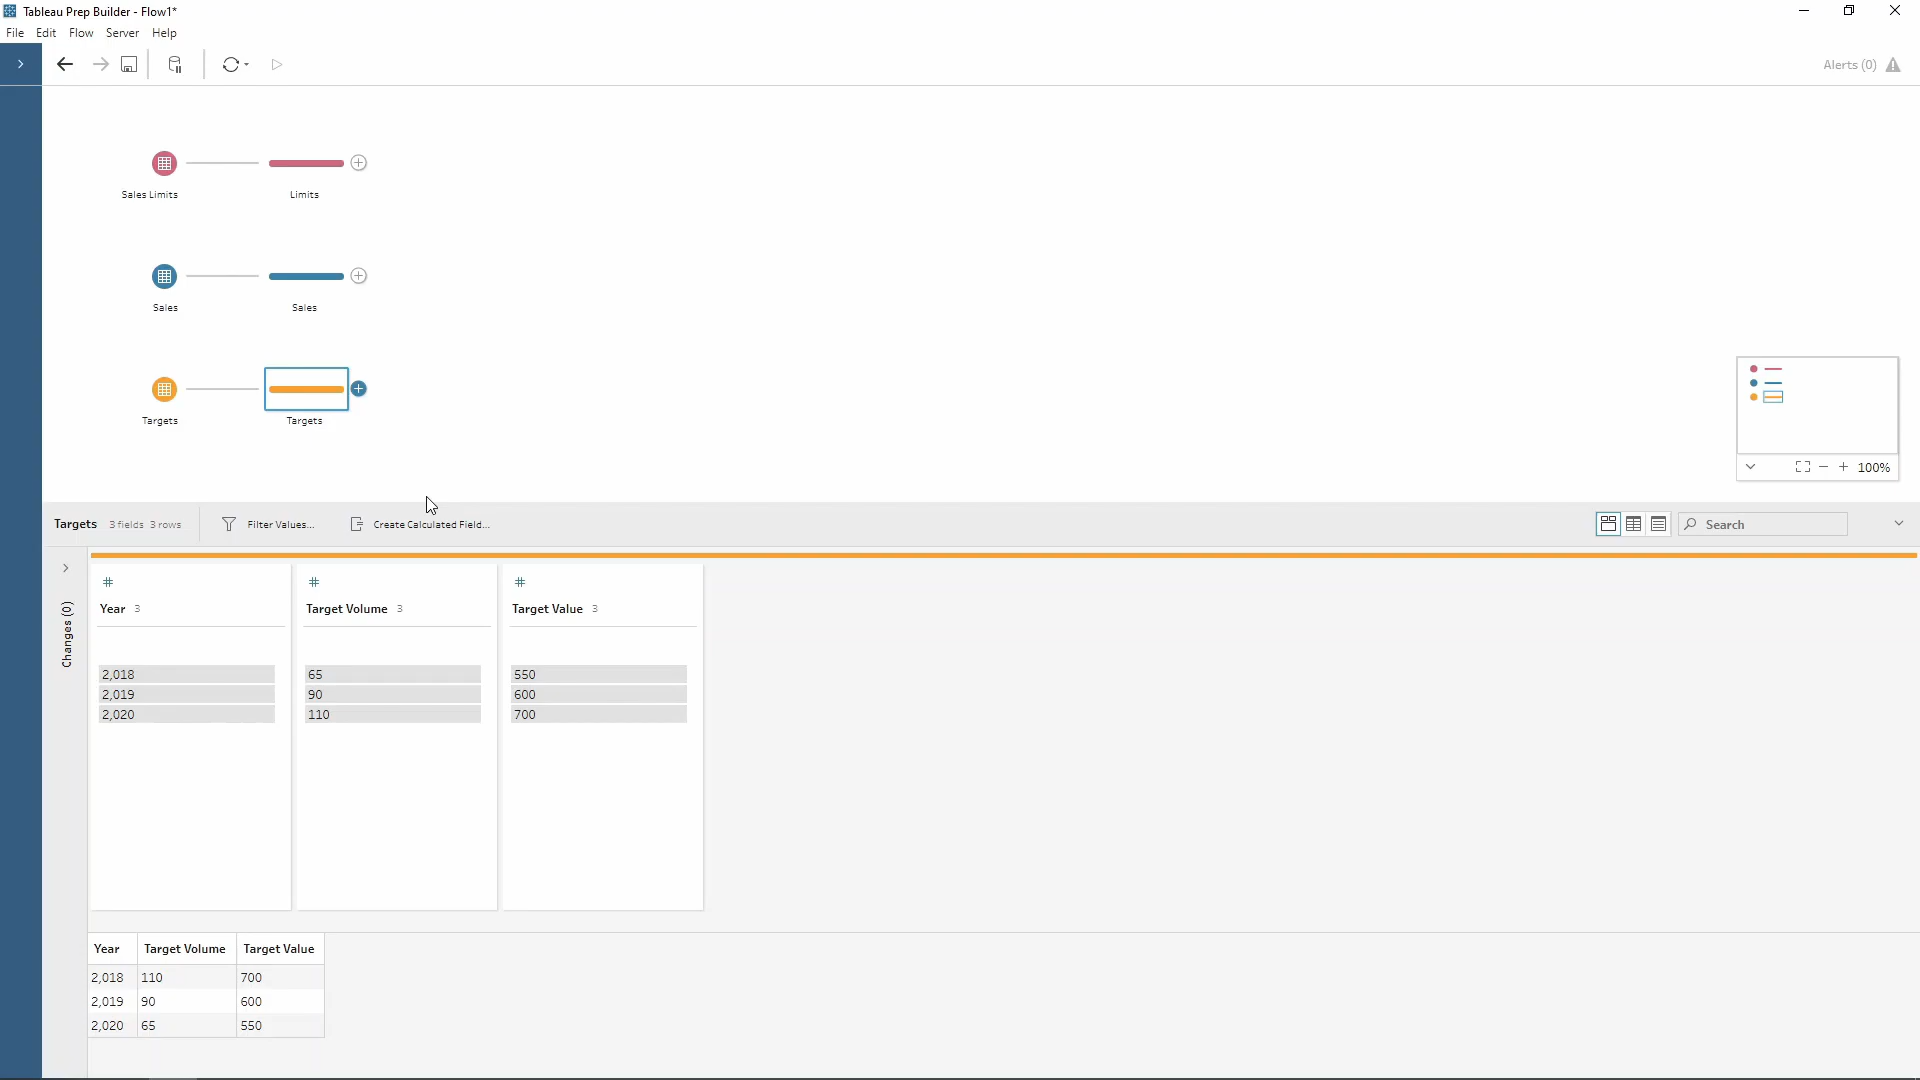 Tableau Prep Builder - Flow1*
File Edit Flow Server Help
Alerts (0)
Sales Limits Limits
Sales Sales
Targets Targets
100%
Targets 3 fields 3 rows Filter Values... Create Calculated Field... Search
Changes (0)
# # #
Year 3 Target Volume 3 Target Value 3
2,018 65 550
2,019 90 600
2,020 110 700
Year Target Volume Target Value
2,018 110 700
2,019 90 600
2,020 65 550